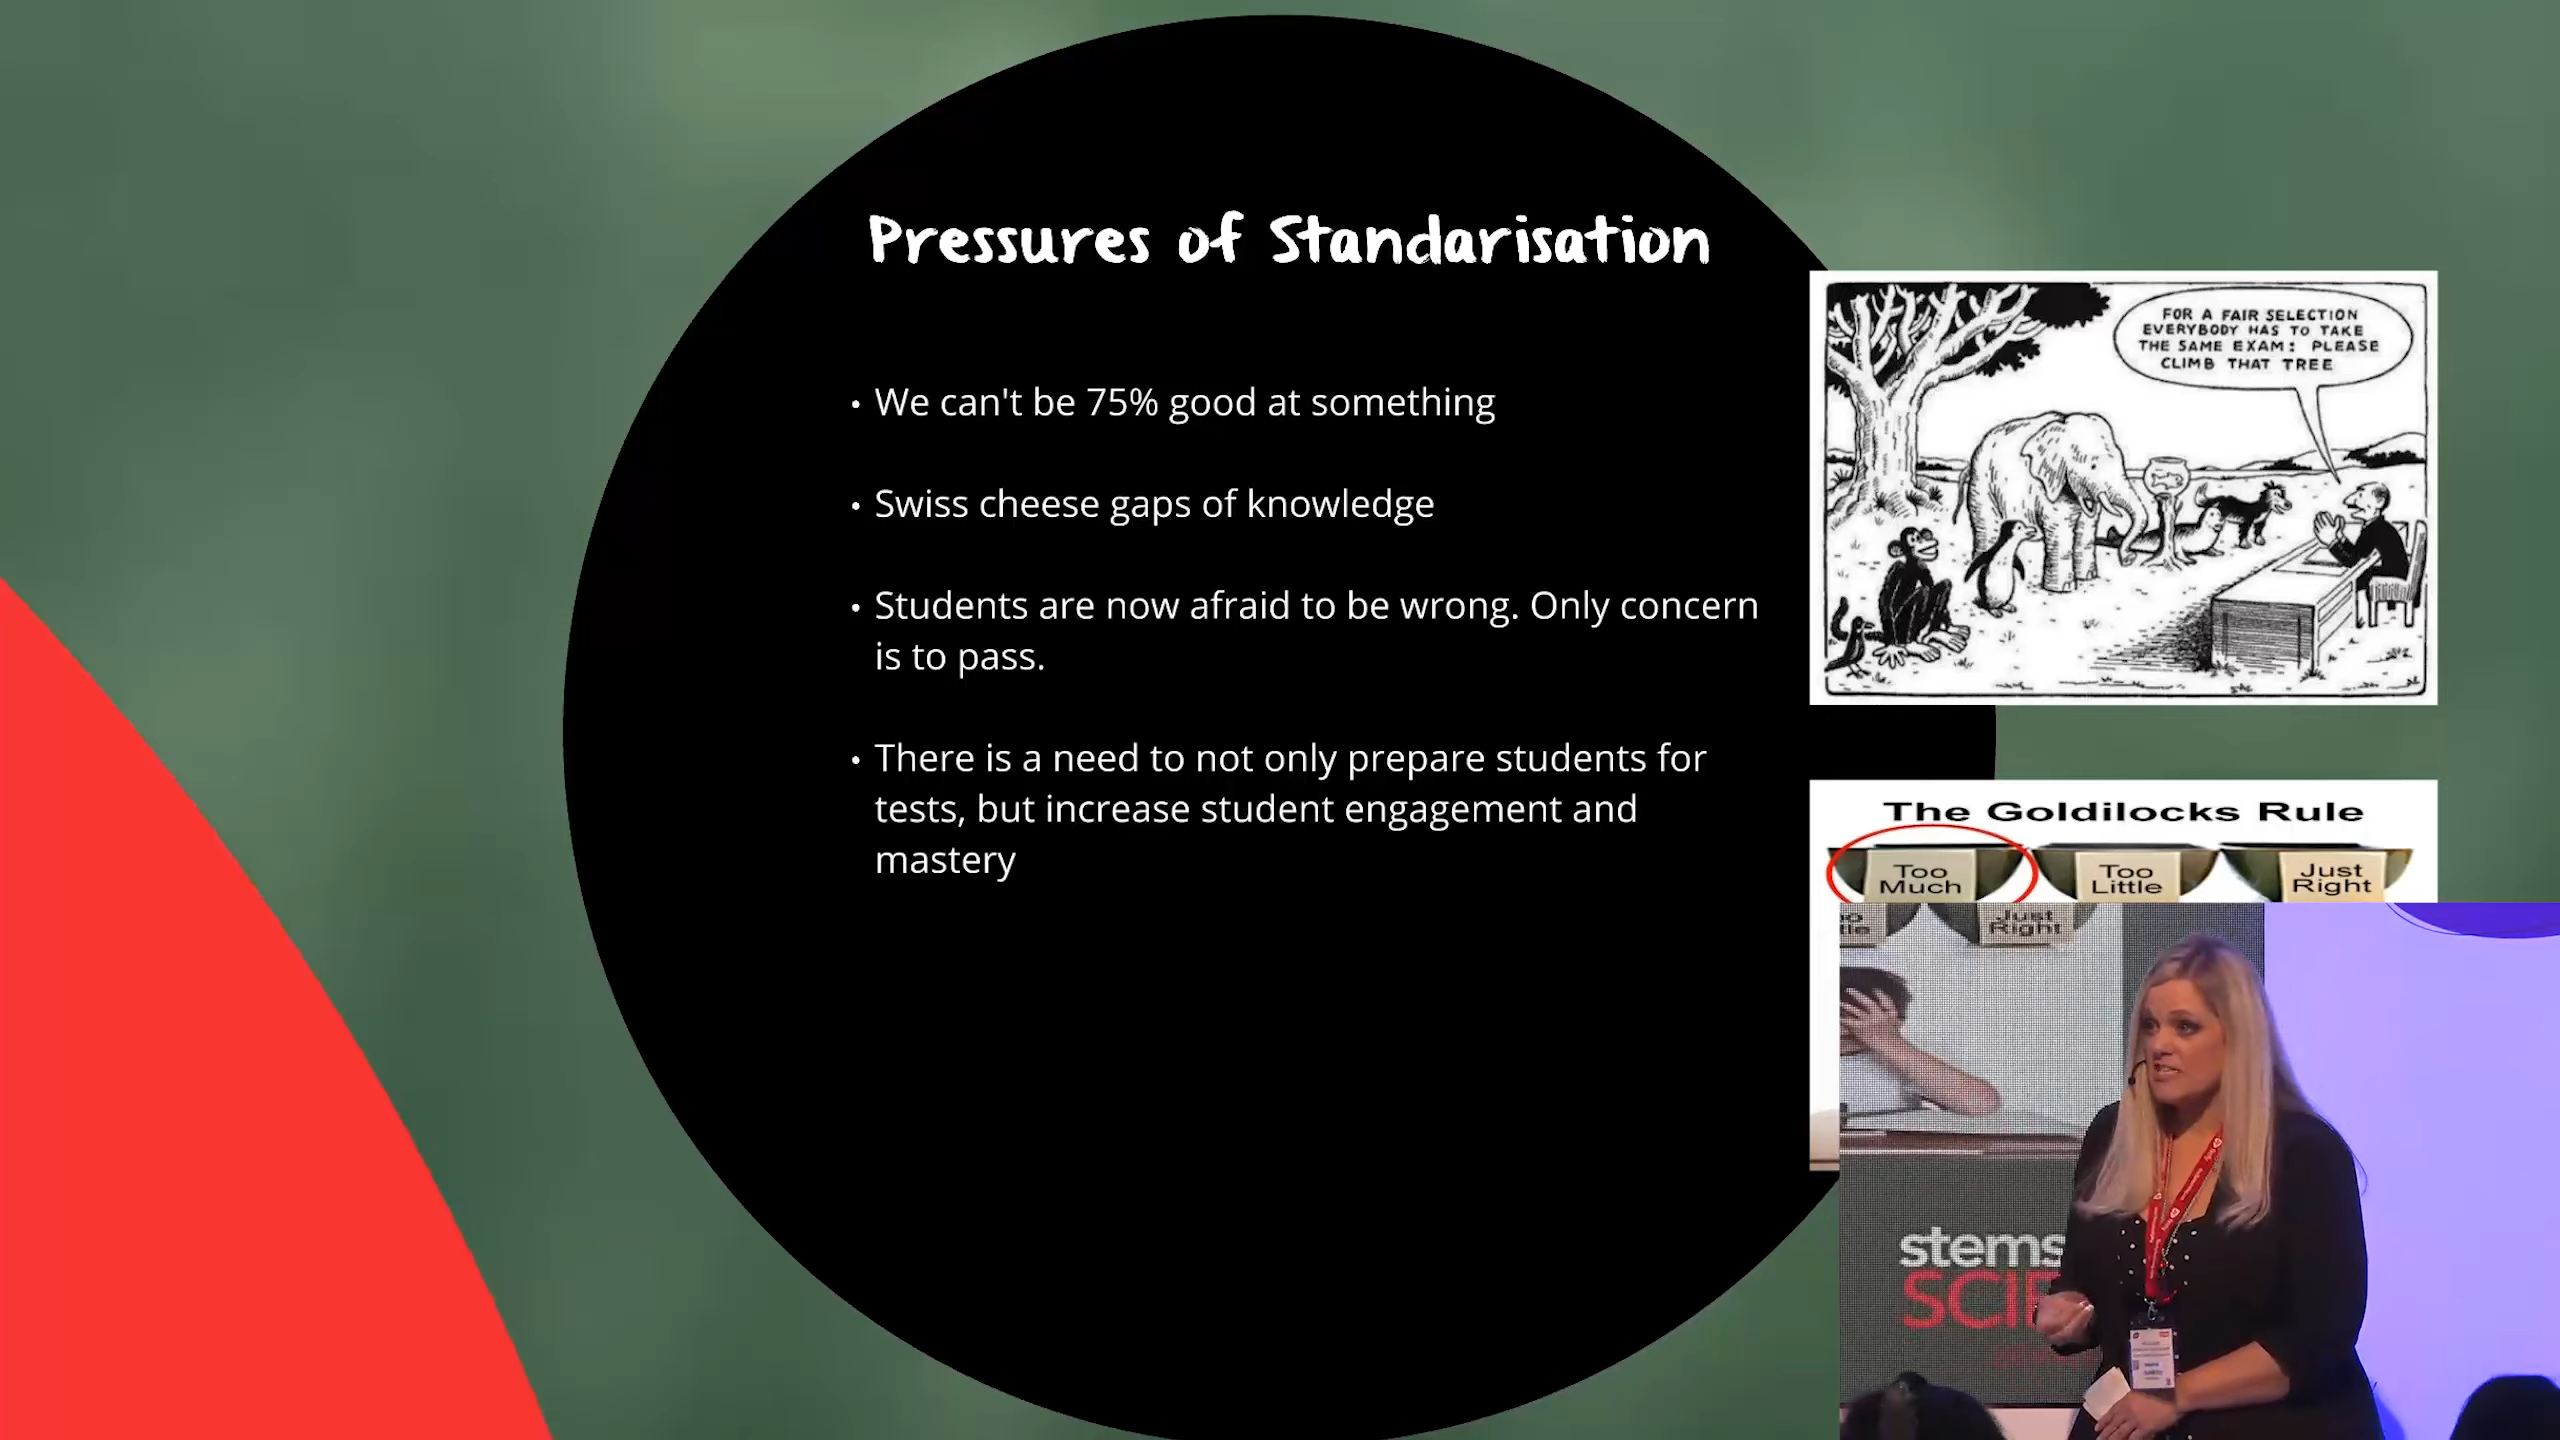 Pressures of Standarisation
• We can't be 75% good at something
• Swiss cheese gaps of knowledge
• Students are now afraid to be wrong. Only concern
is to pass.
• There is a need to not only prepare students for
tests, but increase student engagement and
mastery
FOR A FAIR SELECTION
EVERYBODY HAS TO TAKE
THE SAME EXAM: PLEASE
CLIMB THAT TREE
The Goldilocks Rule
Too
Much
Too
Little
Just
Right
Just
Right
stems